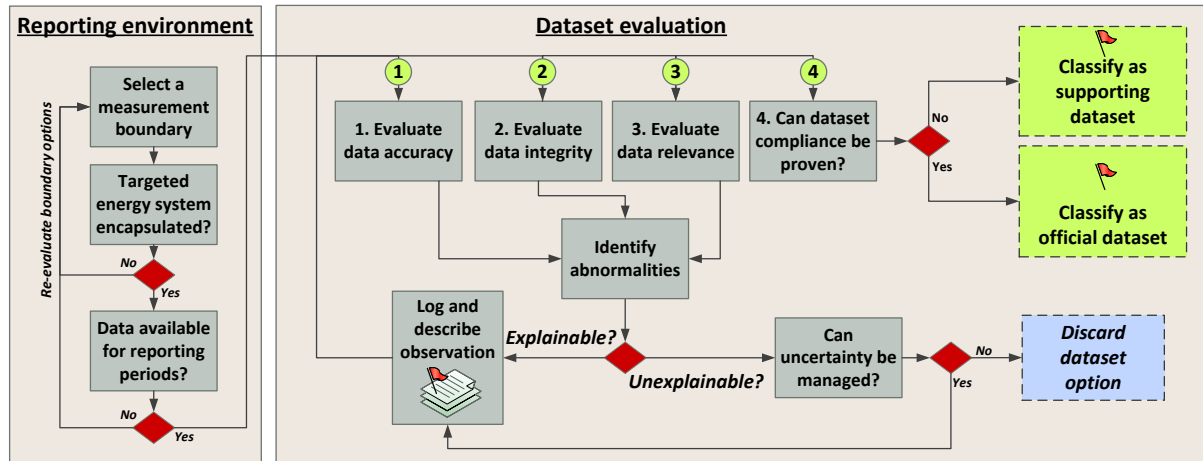 Reporting environment
Select a
measurement
boundary
Targeted
energy system
encapsulated?
No
Yes
Data available
for reporting
periods?
No
Yes
Re-evaluate boundary options
Dataset evaluation
1
2
3
4
1. Evaluate
data accuracy
2. Evaluate
data integrity
3. Evaluate
data relevance
4. Can dataset
compliance be
proven?
No
Yes
Classify as
supporting
dataset
Classify as
official dataset
Identify
abnormalities
Log and
describe
observation
Explainable?
Unexplainable?
Can
uncertainty be
managed?
No
Yes
Discard
dataset
option